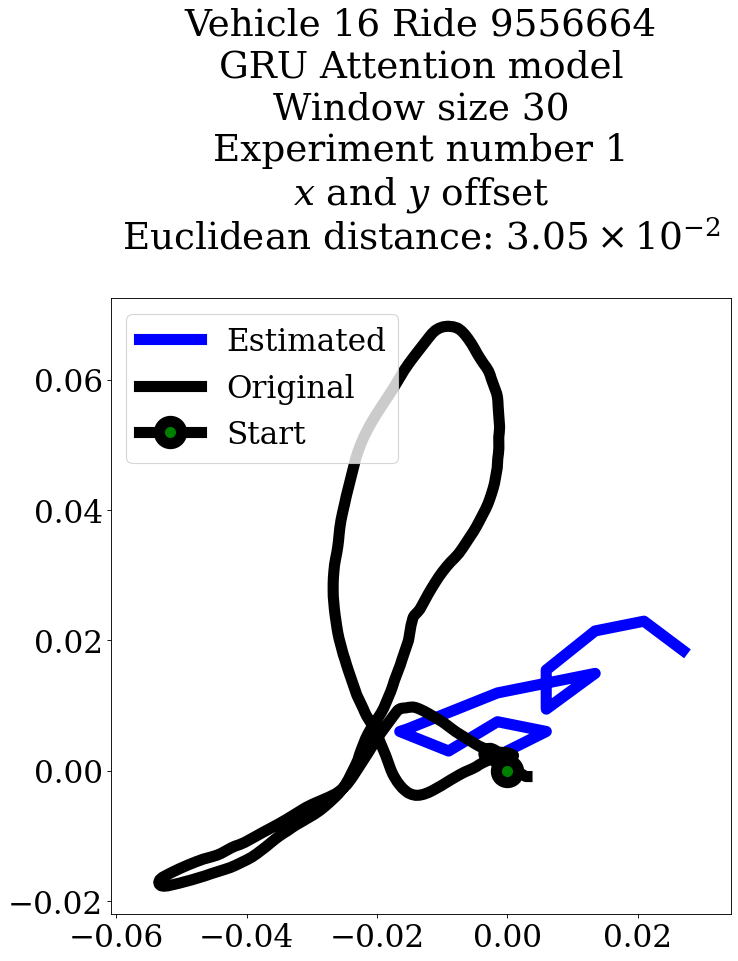 Vehicle 16 Ride 9556664
GRU Attention model
Window size 30
Experiment number 1
x and y offset
Euclidean distance: 3.05 × 10⁻²
Estimated
Original
Start
0.06
0.04
0.02
0.00
−0.02
−0.06 −0.04 −0.02 0.00 0.02